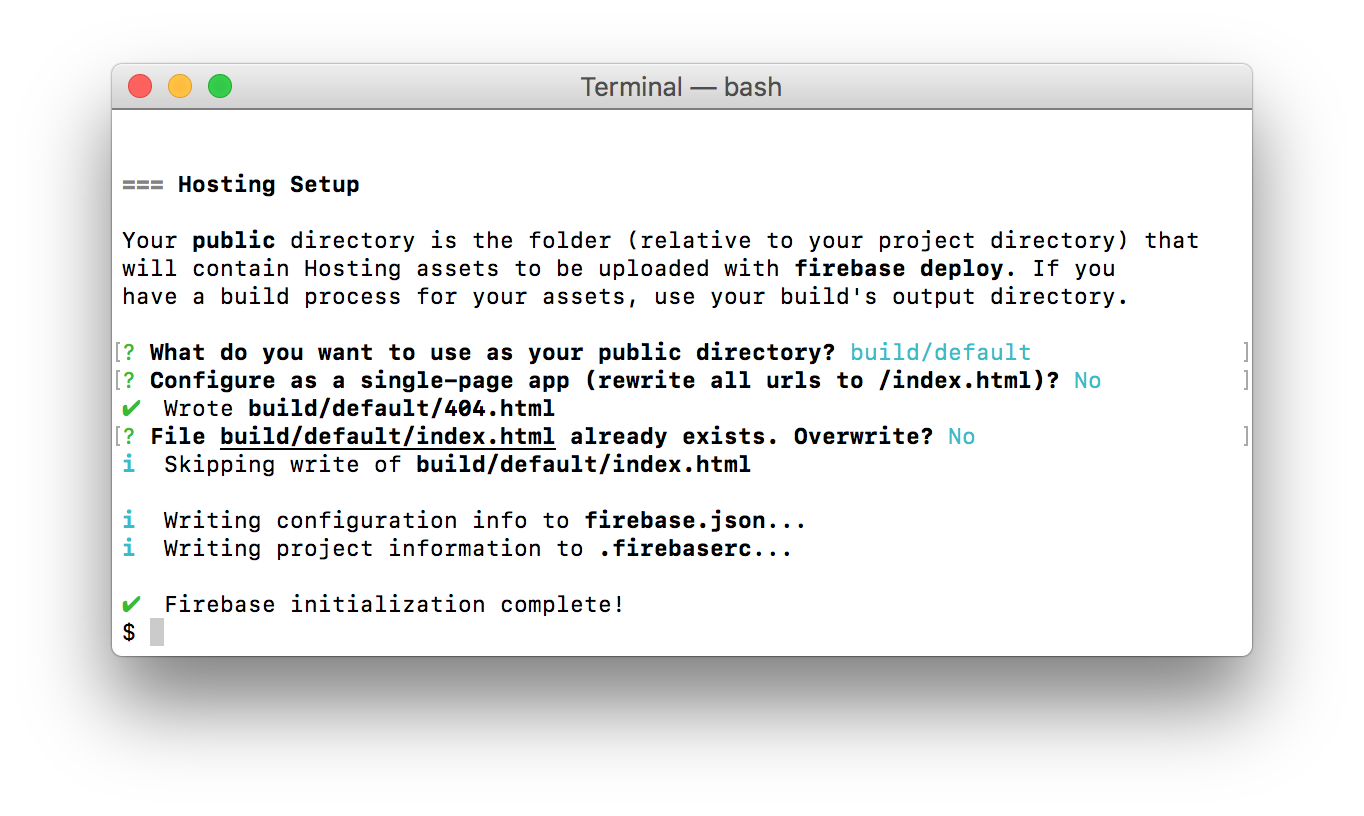 Terminal — bash
=== Hosting Setup
Your public directory is the folder (relative to your project directory) that
will contain Hosting assets to be uploaded with firebase deploy. If you
have a build process for your assets, use your build's output directory.
[? What do you want to use as your public directory? build/default ]
[? Configure as a single-page app (rewrite all urls to /index.html)? No ]
✔ Wrote build/default/404.html
[? File build/default/index.html already exists. Overwrite? No ]
i Skipping write of build/default/index.html
i Writing configuration info to firebase.json...
i Writing project information to .firebaserc...
✔ Firebase initialization complete!
$